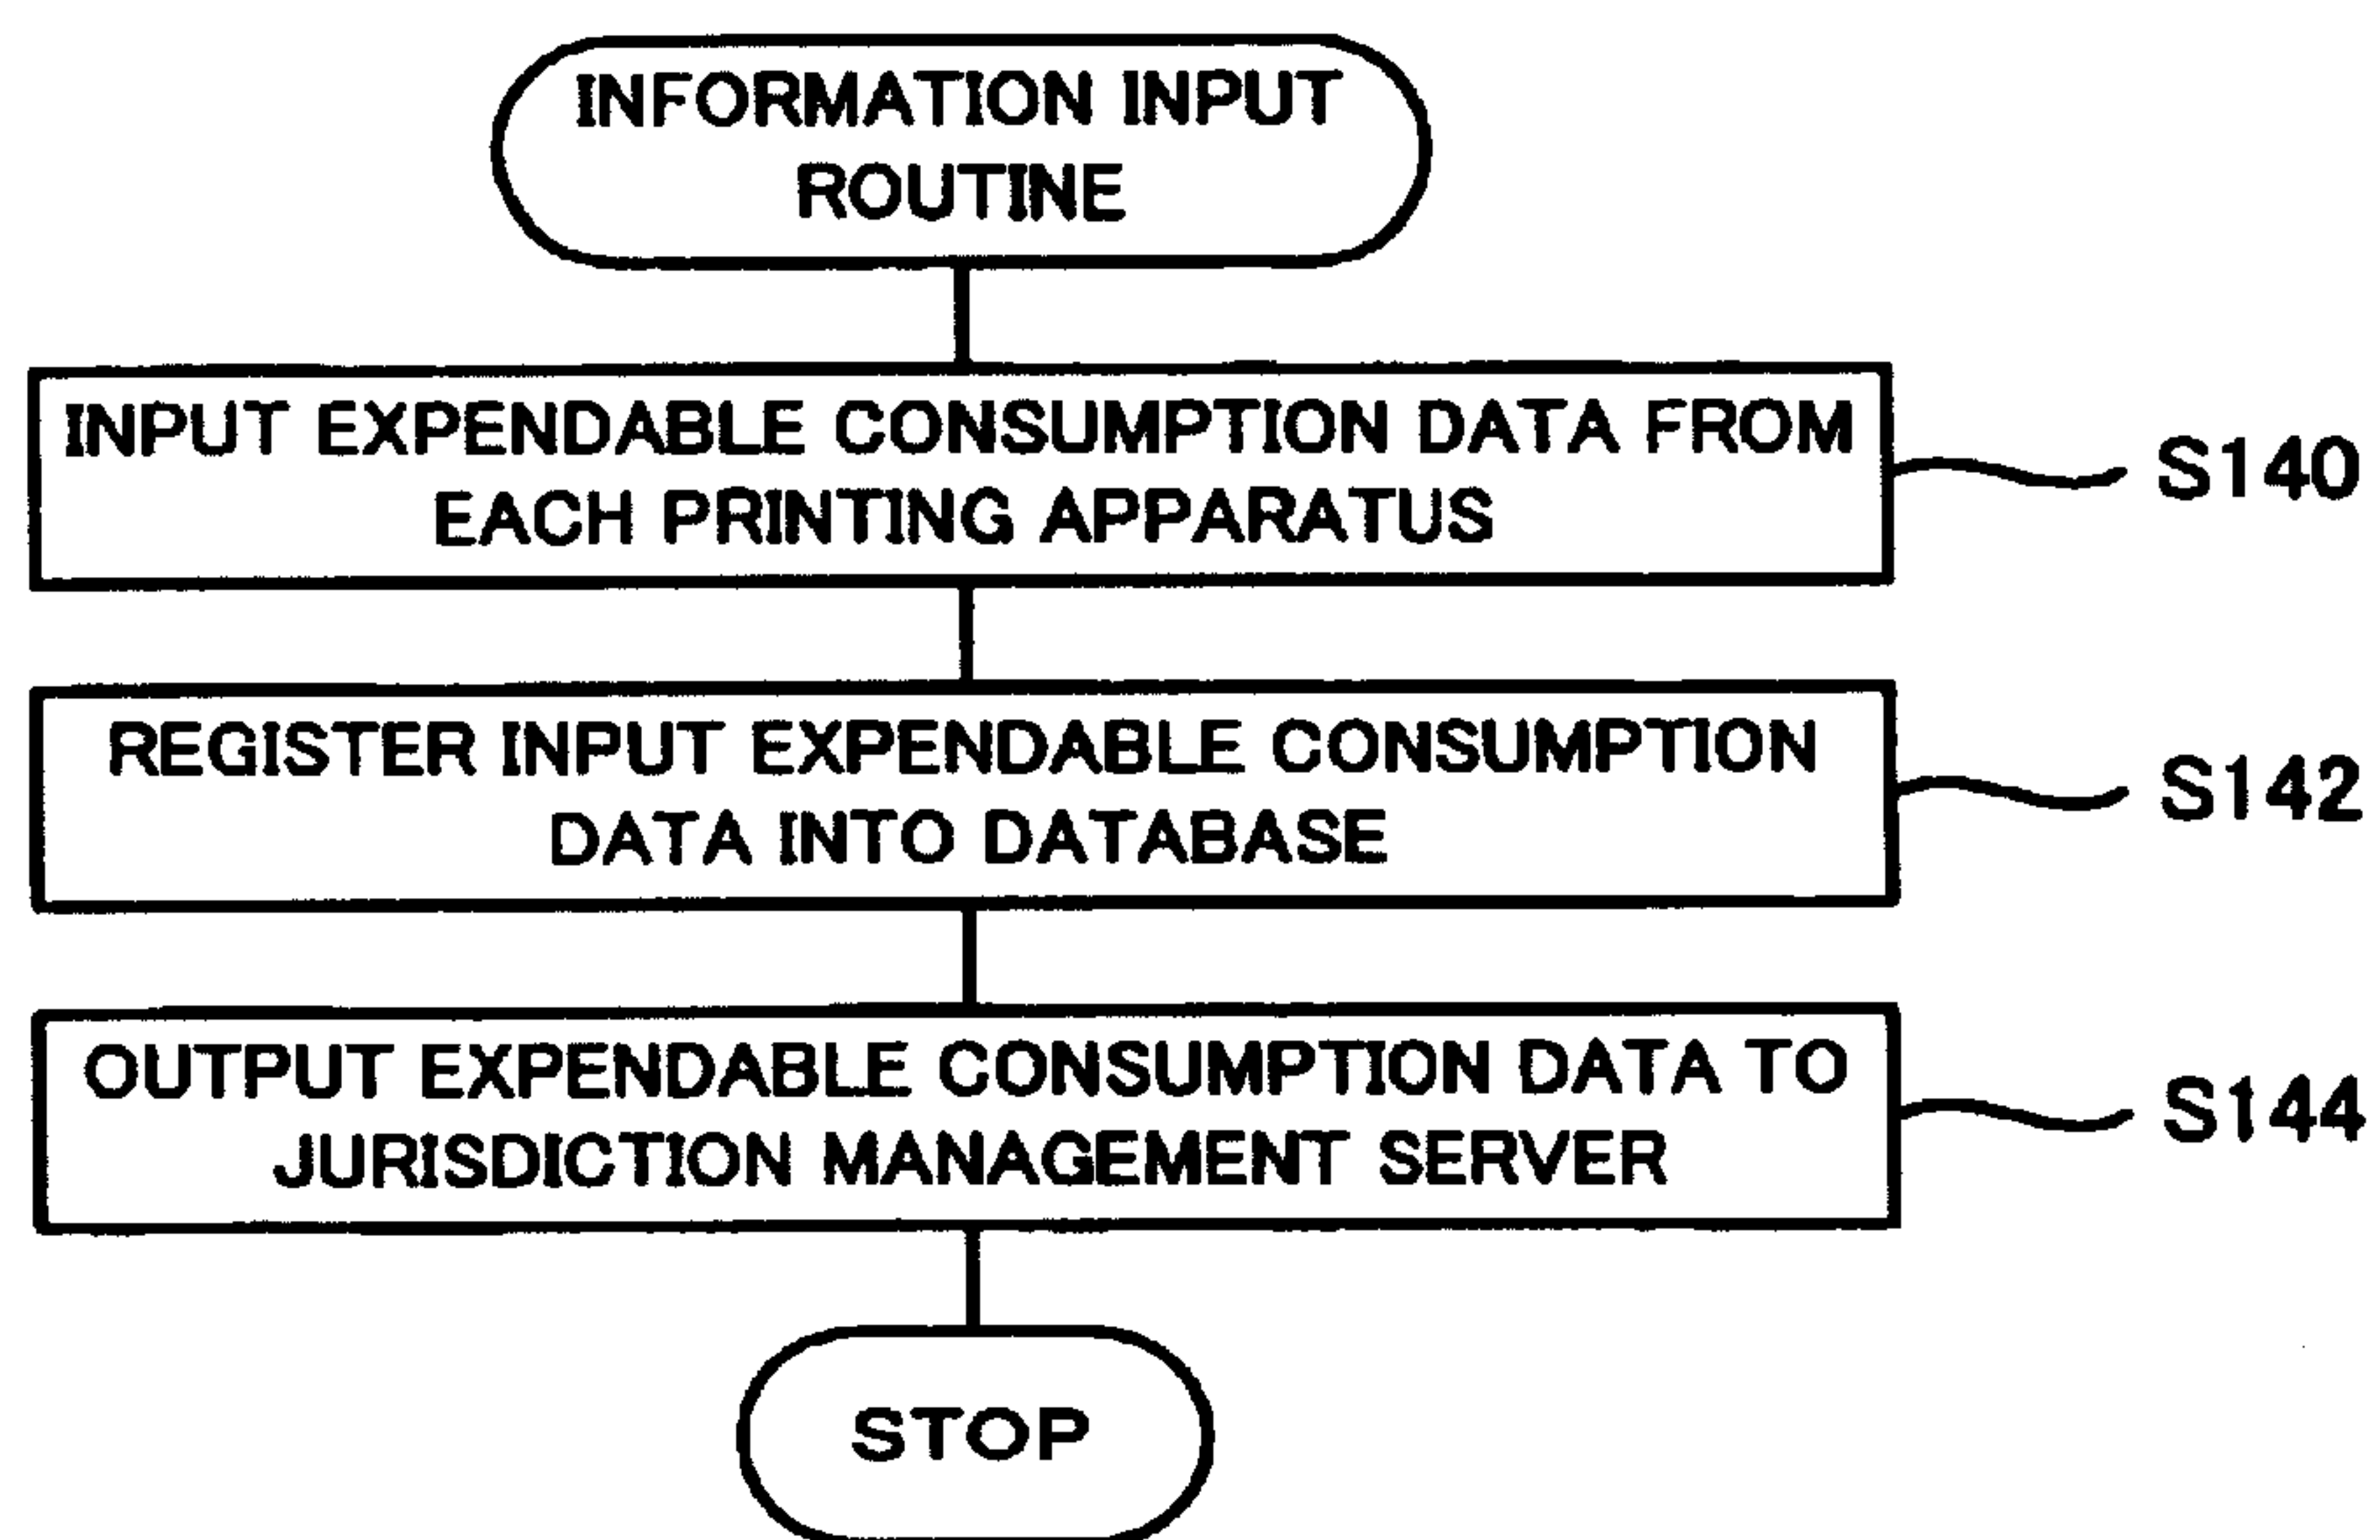 INFORMATION INPUT
ROUTINE
INPUT EXPENDABLE CONSUMPTION DATA FROM
EACH PRINTING APPARATUS
S140
REGISTER INPUT EXPENDABLE CONSUMPTION
DATA INTO DATABASE
S142
OUTPUT EXPENDABLE CONSUMPTION DATA TO
JURISDICTION MANAGEMENT SERVER
S144
STOP